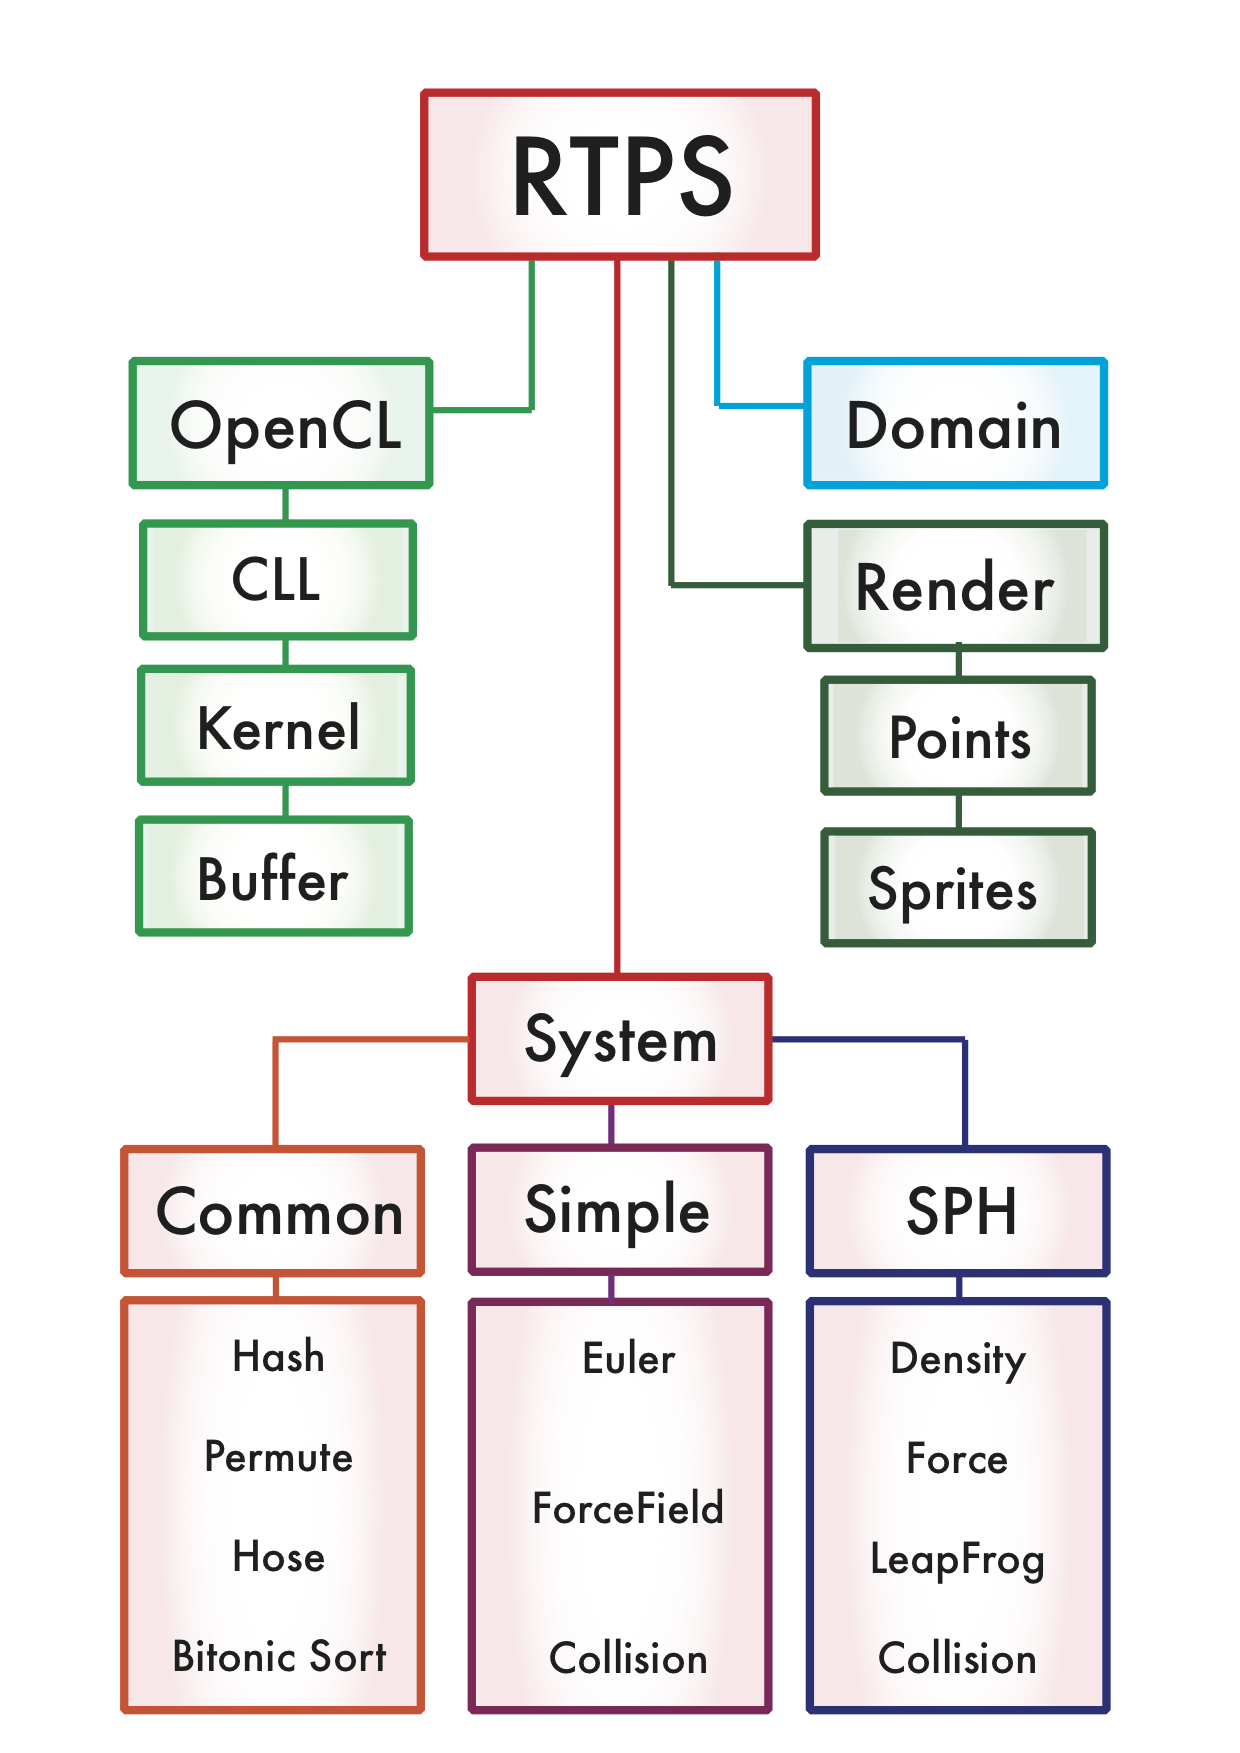 RTPS
OpenCL
CLL
Kernel
Buffer
Domain
Render
Points
Sprites
System
Common
Hash
Permute
Hose
Bitonic Sort
Simple
Euler
ForceField
Collision
SPH
Density
Force
LeapFrog
Collision